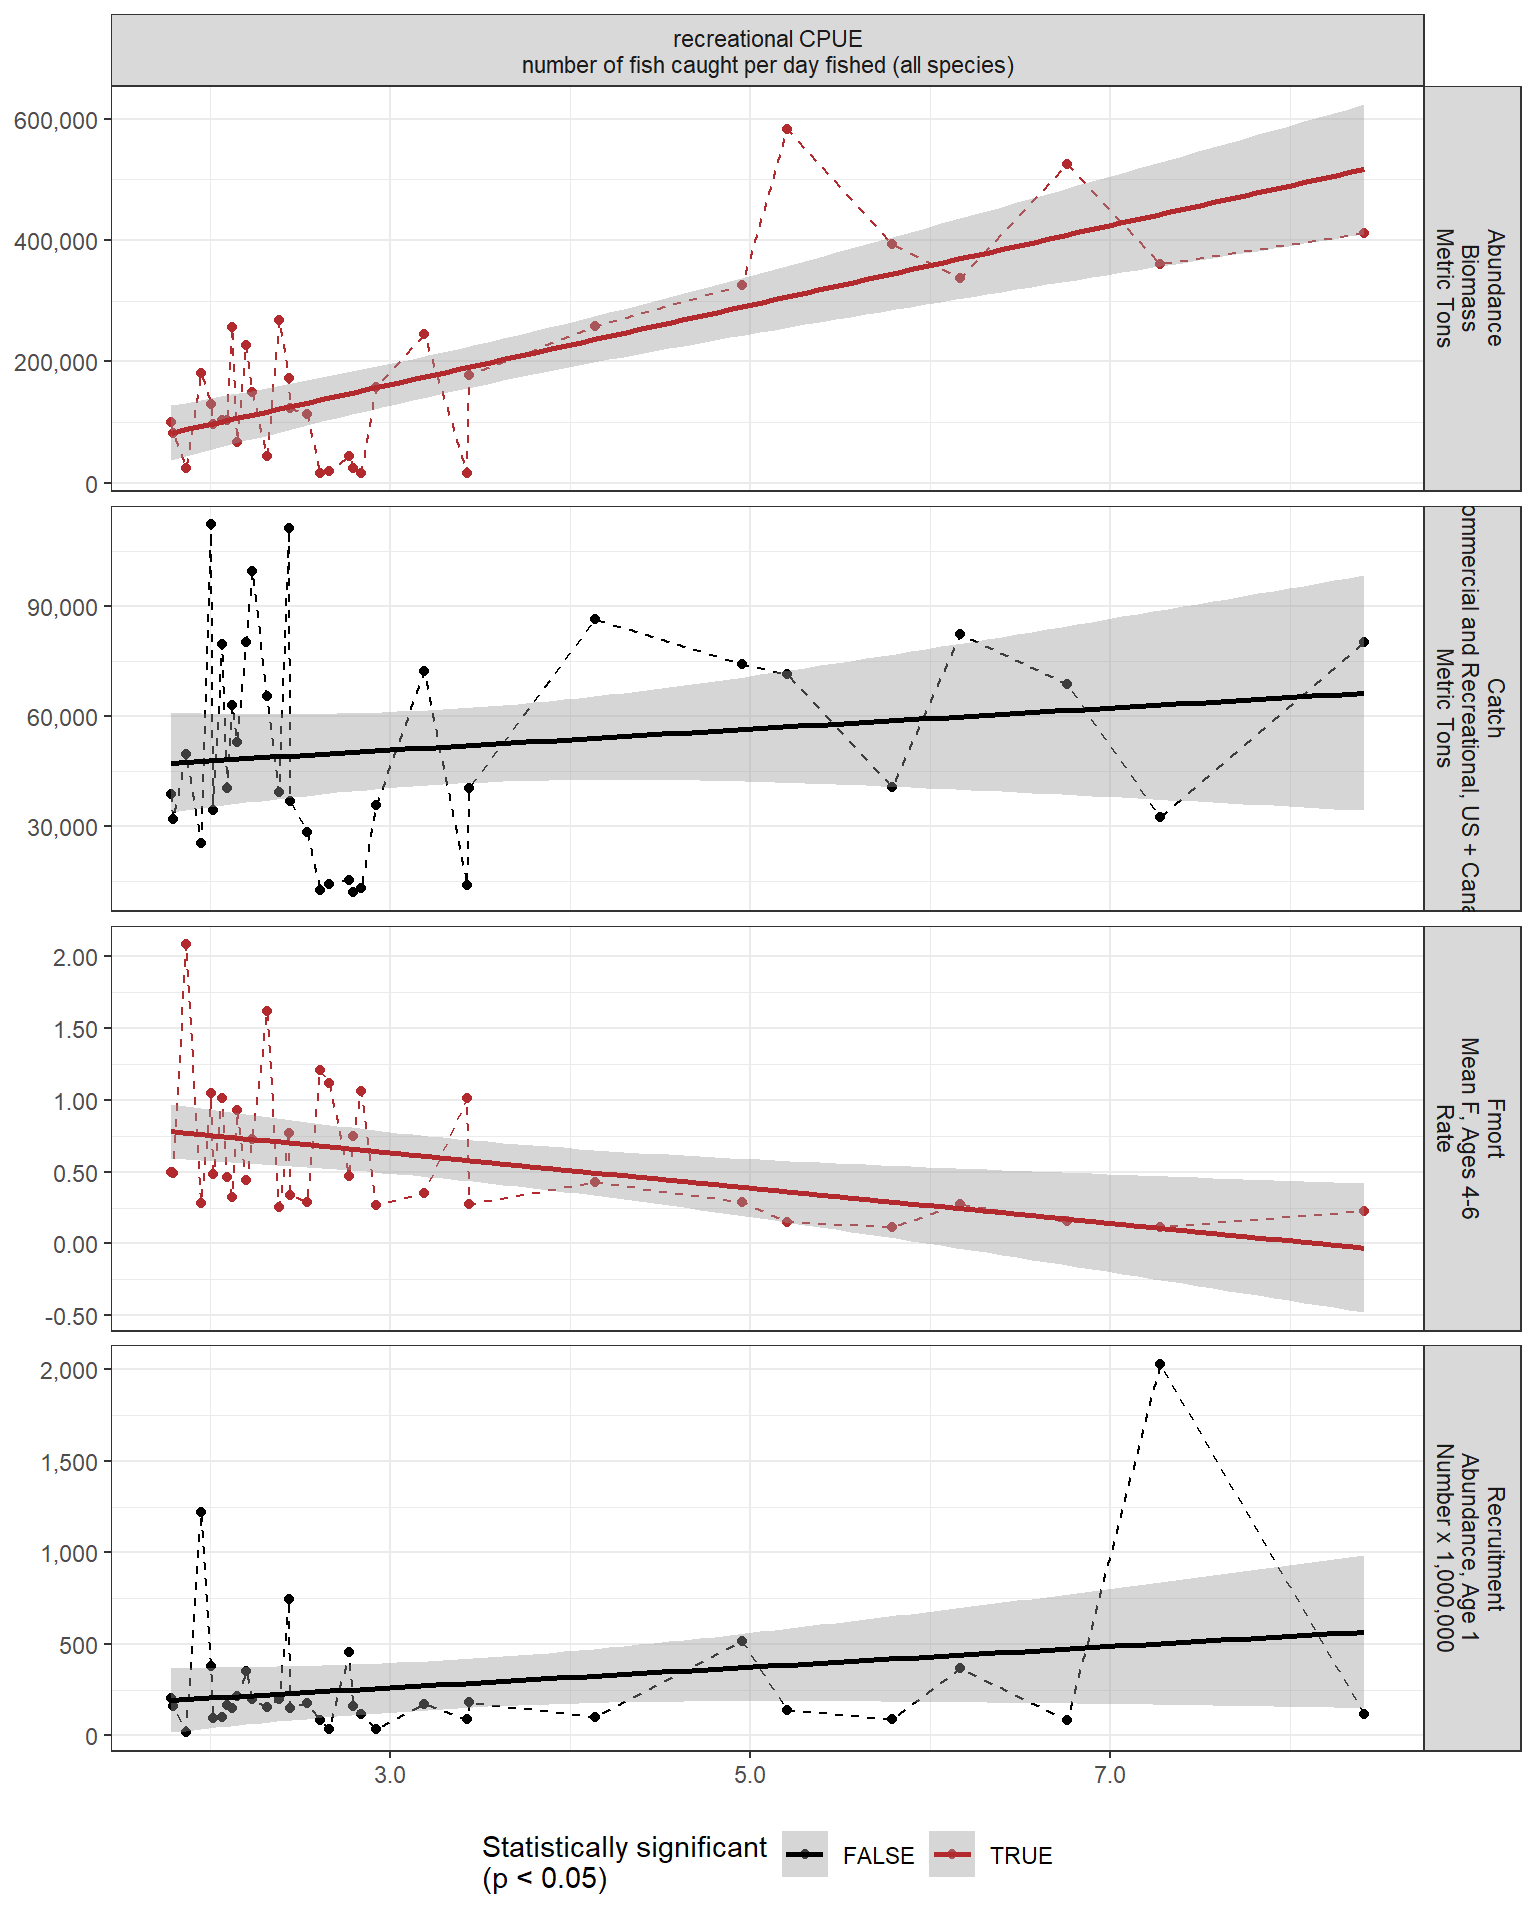 recreational CPUE
number of fish caught per day fished (all species)
600,000
400,000
200,000
0
Abundance
Biomass
Metric Tons
90,000
60,000
30,000
Catch
ommercial and Recreational, US + Cana
Metric Tons
2.00
1.50
1.00
0.50
0.00
-0.50
Fmort
Mean F, Ages 4-6
Rate
2,000
1,500
1,000
500
0
Recruitment
Abundance, Age 1
Number x 1,000,000
3.0
5.0
7.0
Statistically significant
(p < 0.05)
FALSE
TRUE